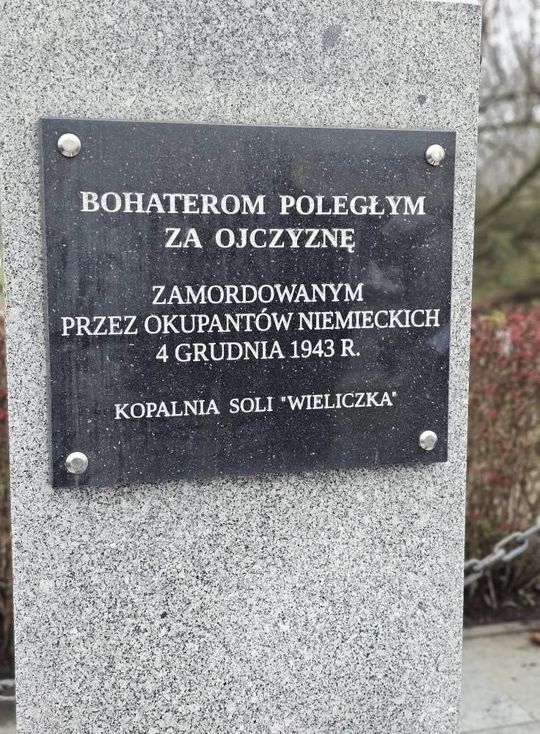 BOHATEROM POLEGŁYM
ZA OJCZYZNĘ
ZAMORDOWANYM
PRZEZ OKUPANTÓW NIEMIECKICH
4 GRUDNIA 1943 R.
KOPALNIA SOLI "WIELICZKA"